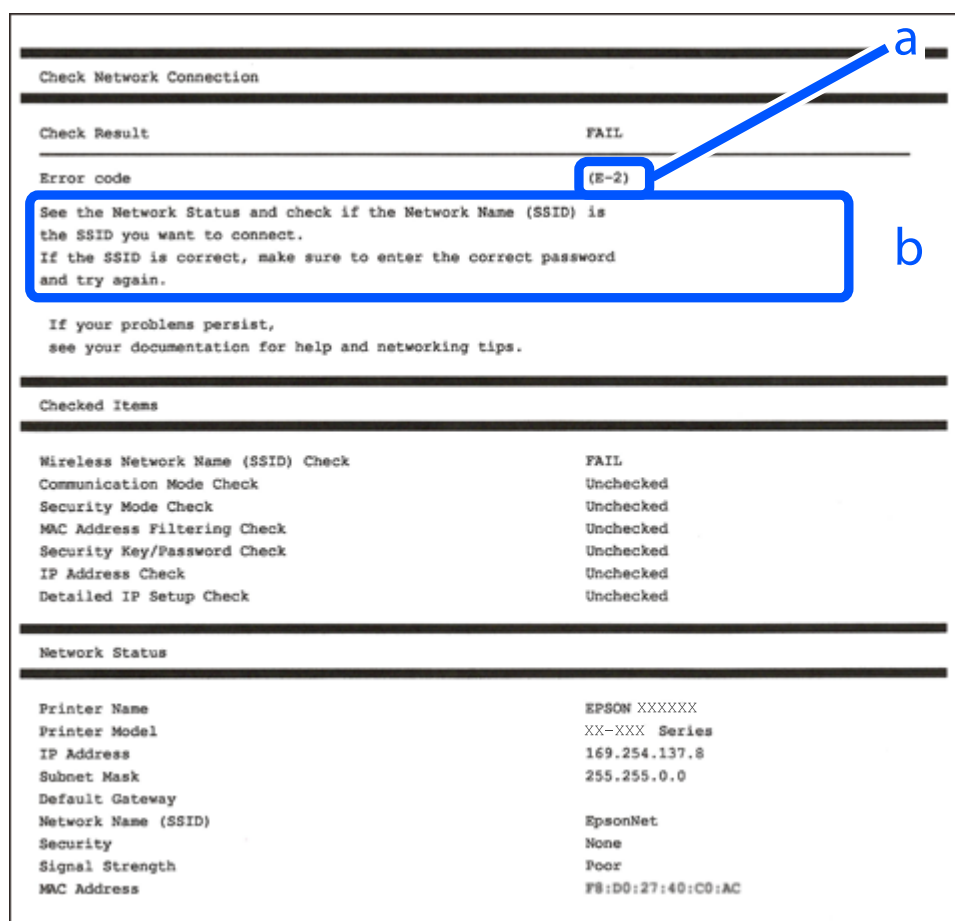 a
Check Network Connection
Check Result FAIL
Error code (E-2)
See the Network Status and check if the Network Name (SSID) is
the SSID you want to connect.
If the SSID is correct, make sure to enter the correct password
and try again.
b
If your problems persist,
see your documentation for help and networking tips.
Checked Items
Wireless Network Name (SSID) Check FAIL
Communication Mode Check Unchecked
Security Mode Check Unchecked
MAC Address Filtering Check Unchecked
Security Key/Password Check Unchecked
IP Address Check Unchecked
Detailed IP Setup Check Unchecked
Network Status
Printer Name EPSON XXXXXX
Printer Model XX-XXX Series
IP Address 169.254.137.8
Subnet Mask 255.255.0.0
Default Gateway
Network Name (SSID) EpsonNet
Security None
Signal Strength Poor
MAC Address F8:D0:27:40:C0:AC